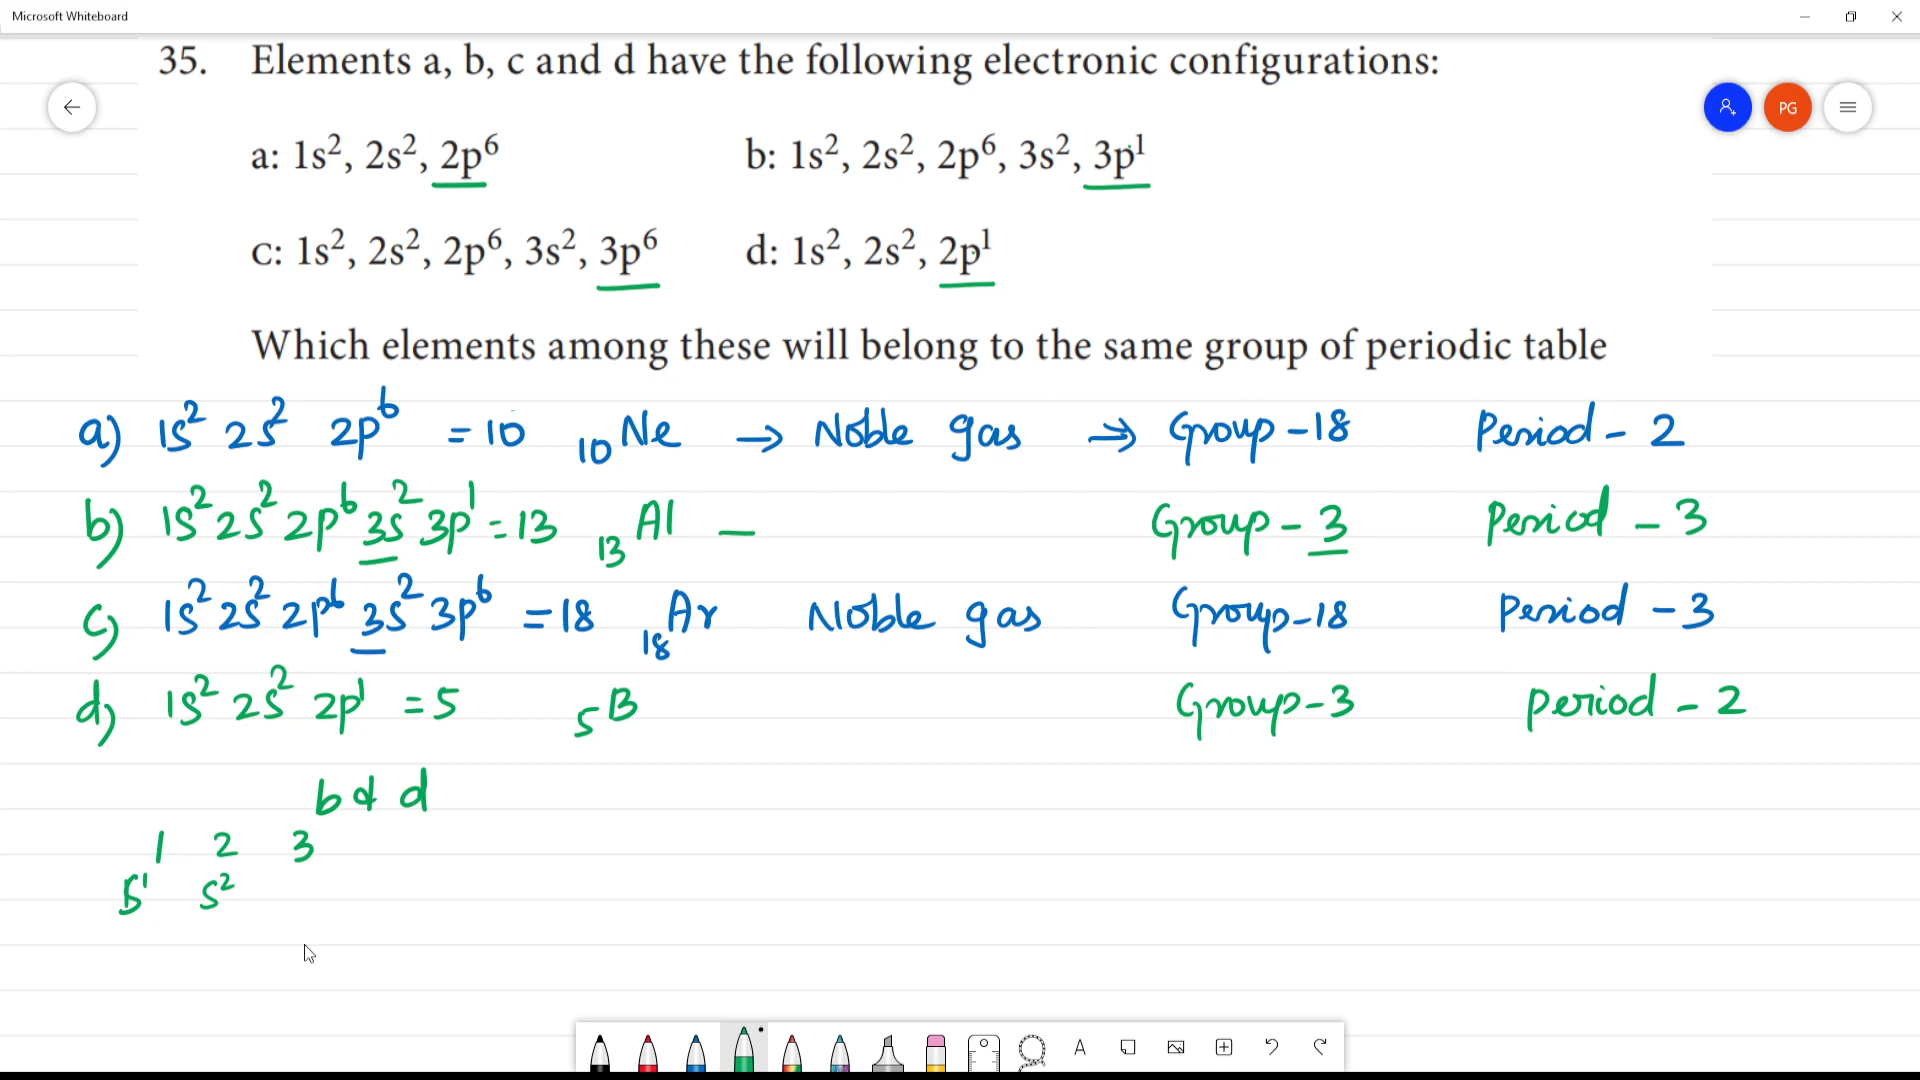 Microsoft Whiteboard
35. Elements a, b, c and d have the following electronic configurations:
PG
a: 1s², 2s², 2p⁶ b: 1s², 2s², 2p⁶, 3s², 3p¹
c: 1s², 2s², 2p⁶, 3s², 3p⁶ d: 1s², 2s², 2p¹
Which elements among these will belong to the same group of periodic table
a) 1s² 2s² 2p⁶ = 10 ₁₀Ne → Noble gas → Group - 18 Period - 2
b) 1s² 2s² 2p⁶ 3s² 3p¹ = 13 ₁₃Al — Group - 3 Period - 3
c) 1s² 2s² 2p⁶ 3s² 3p⁶ = 18 ₁₈Ar Noble gas Group - 18 Period - 3
d) 1s² 2s² 2p¹ = 5 ₅B Group - 3 period - 2
b & d
1 2 3
s¹ s²
A